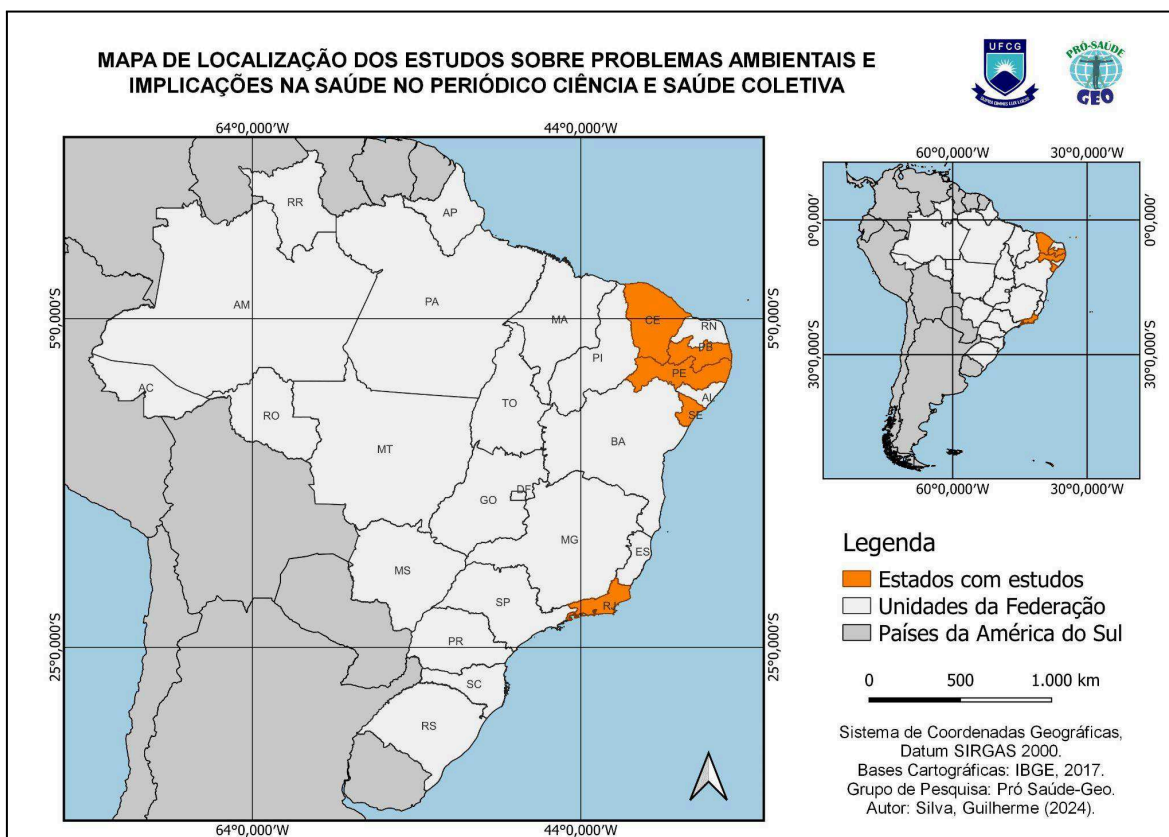 MAPA DE LOCALIZAÇÃO DOS ESTUDOS SOBRE PROBLEMAS AMBIENTAIS E
IMPLICAÇÕES NA SAÚDE NO PERIÓDICO CIÊNCIA E SAÚDE COLETIVA
UFCG
PRÓ-SAÚDE
GEO
64°0,000′W
44°0,000′W
60°0,000′W
30°0,000′W
RR
AP
0°0,000′
0°0,000′S
AM
PA
MA
CE
RN
5°0,000′S
5°0,000′S
PB
PI
PE
AC
TO
AL
RO
SE
30°0,000′S
30°0,000′S
MT
BA
GO
DF
60°0,000′W
30°0,000′W
MG
ES
MS
SP
RJ
PR
25°0,000′S
25°0,000′S
SC
RS
64°0,000′W
44°0,000′W
Legenda
Estados com estudos
Unidades da Federação
Países da América do Sul
0
500
1.000 km
Sistema de Coordenadas Geográficas,
Datum SIRGAS 2000.
Bases Cartográficas: IBGE, 2017.
Grupo de Pesquisa: Pró Saúde-Geo.
Autor: Silva, Guilherme (2024).